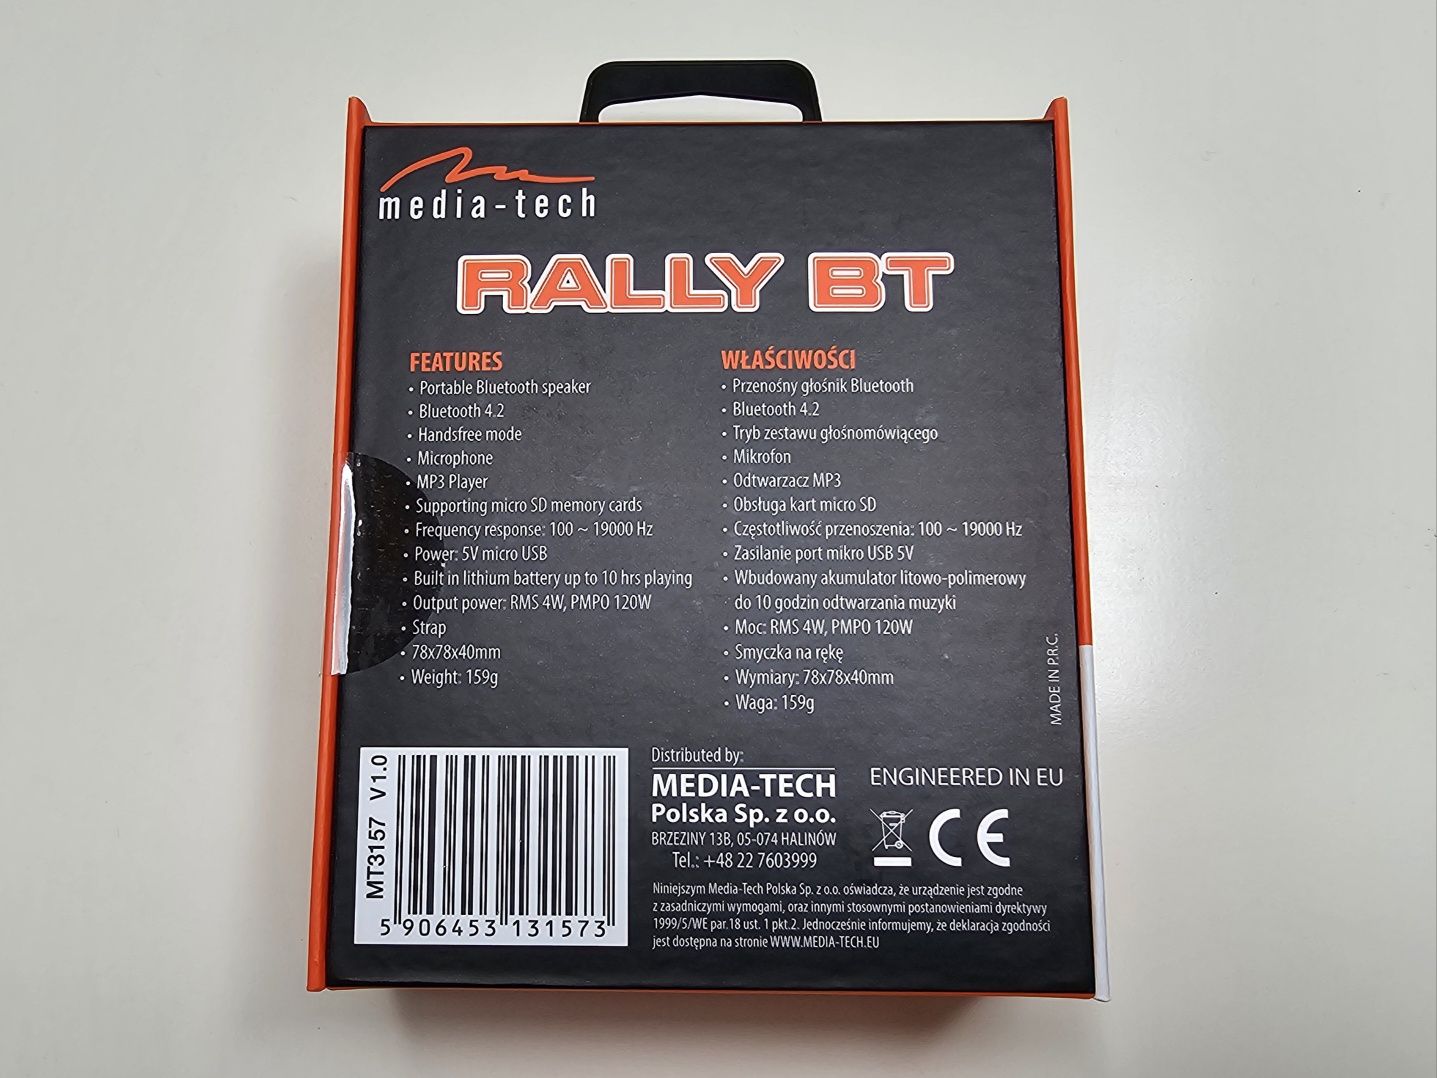 media-tech
RALLY BT
FEATURES
• Portable Bluetooth speaker
• Bluetooth 4.2
• Handsfree mode
• Microphone
• MP3 Player
• Supporting micro SD memory cards
• Frequency response: 100 ~ 19000 Hz
• Power: 5V micro USB
• Built in lithium battery up to 10 hrs playing
• Output power: RMS 4W, PMPO 120W
• Strap
• 78x78x40mm
• Weight: 159g
WŁAŚCIWOŚCI
• Przenośny głośnik Bluetooth
• Bluetooth 4.2
• Tryb zestawu głośnomówiącego
• Mikrofon
• Odtwarzacz MP3
• Obsługa kart micro SD
• Częstotliwość przenoszenia: 100 ~ 19000 Hz
• Zasilanie port mikro USB 5V
• Wbudowany akumulator litowo-polimerowy
do 10 godzin odtwarzania muzyki
• Moc: RMS 4W, PMPO 120W
• Smyczka na rękę
• Wymiary: 78x78x40mm
• Waga: 159g
MADE IN P.R.C.
MT3157 V1.0
5 906453 131573
Distributed by:
MEDIA-TECH
Polska Sp. z o.o.
BRZEZINY 13B, 05-074 HALINÓW
Tel.: +48 22 7603999
ENGINEERED IN EU
CE
Niniejszym Media-Tech Polska Sp. z o.o. oświadcza, że urządzenie jest zgodne
z zasadniczymi wymogami, oraz innymi stosownymi postanowieniami dyrektywy
1999/5/WE par.18 ust. 1 pkt.2. Jednocześnie informujemy, że deklaracja zgodności
jest dostępna na stronie WWW.MEDIA-TECH.EU